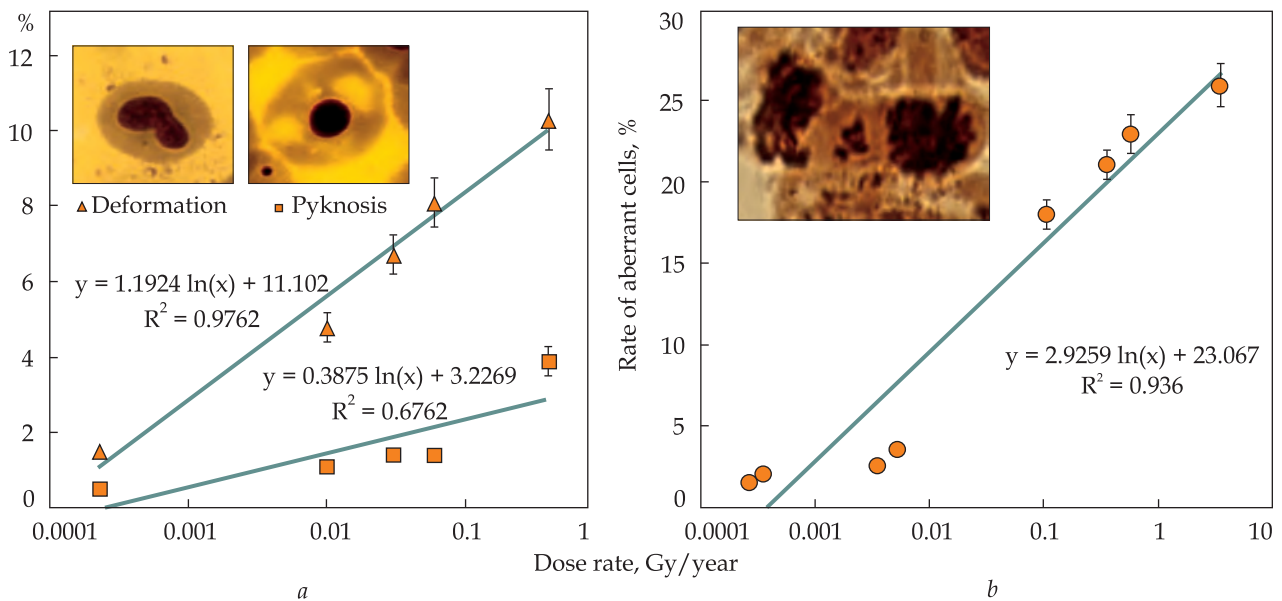 %
12
10
8
6
4
2
0
0.0001
0.001
0.01
0.1
1
Deformation
Pyknosis
y = 1.1924 ln(x) + 11.102
R² = 0.9762
y = 0.3875 ln(x) + 3.2269
R² = 0.6762
a
Dose rate, Gy/year
Rate of aberrant cells, %
30
25
20
15
10
5
0
0.0001
0.001
0.01
0.1
1
10
y = 2.9259 ln(x) + 23.067
R² = 0.936
b